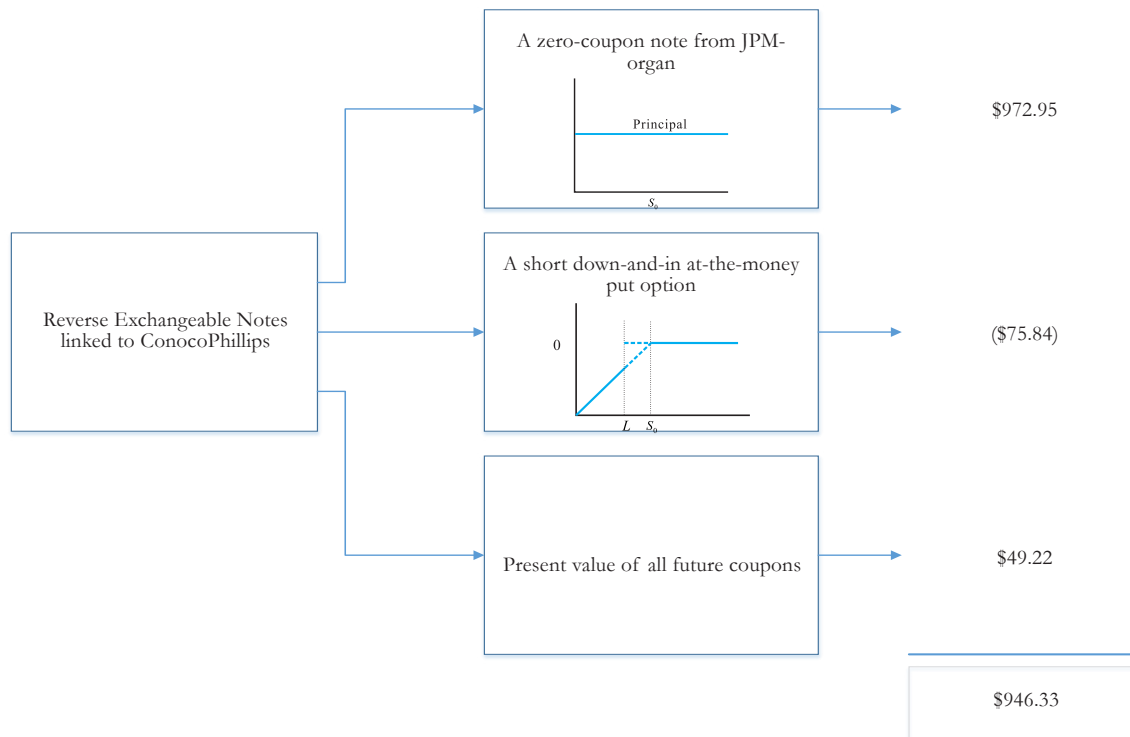 A zero-coupon note from JPM-
organ
Principal
S₀
$972.95
Reverse Exchangeable Notes
linked to ConocoPhillips
A short down-and-in at-the-money
put option
0
L S₀
($75.84)
Present value of all future coupons
$49.22
$946.33